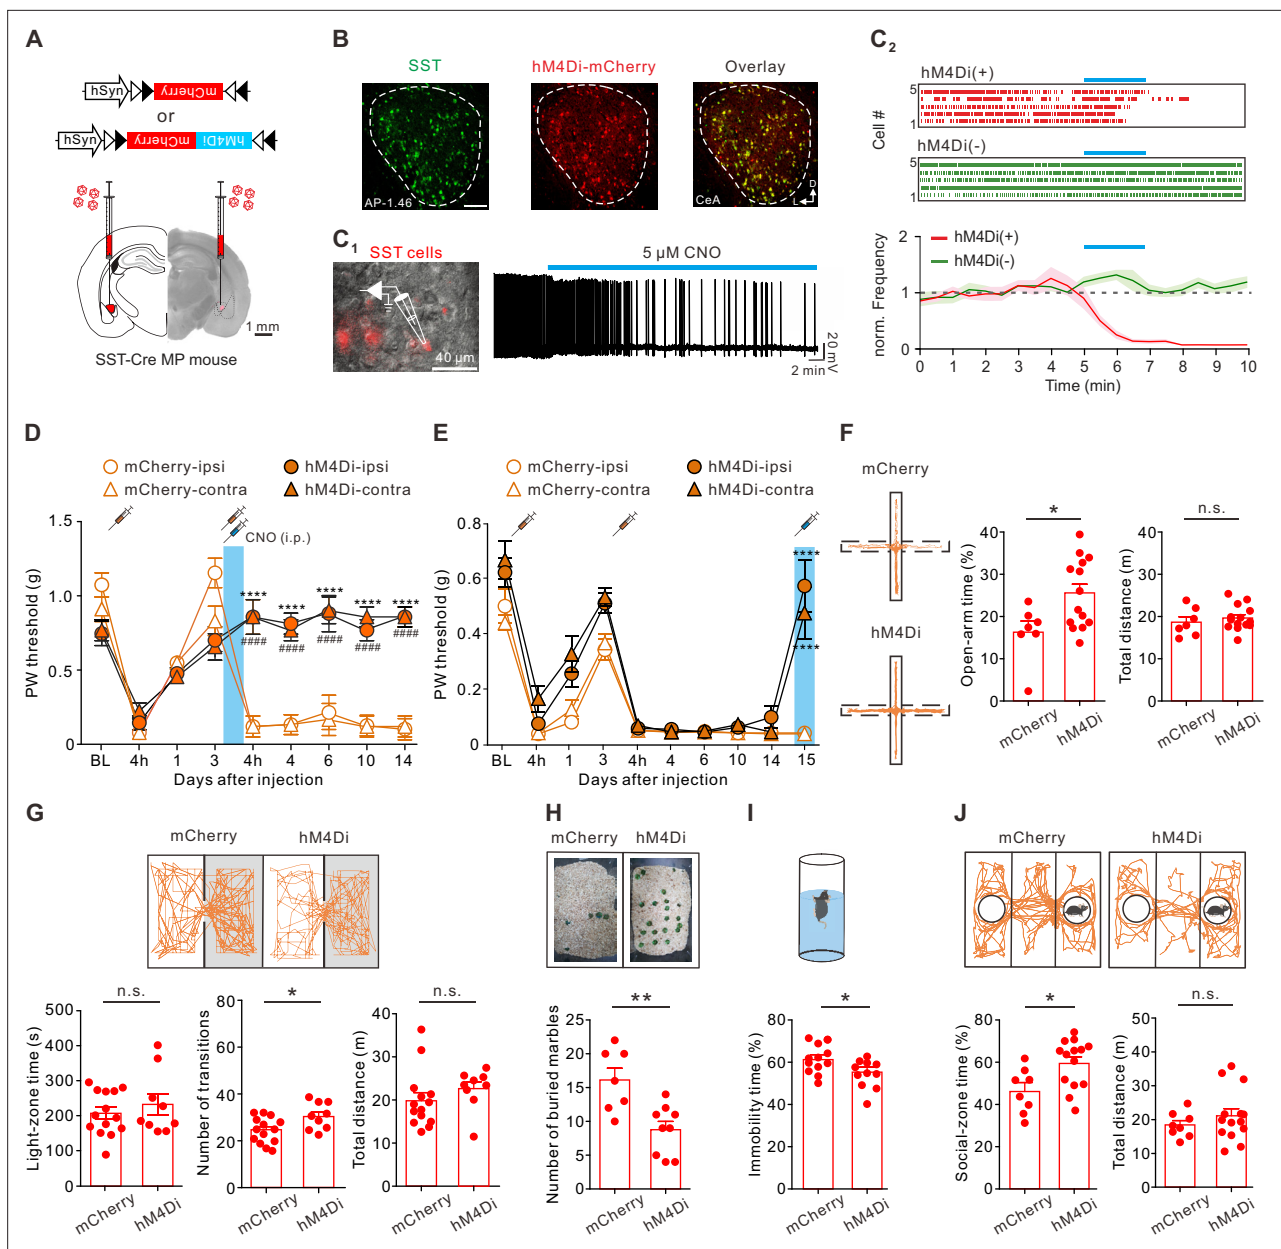 A
hSyn
mCherry
or
hSyn
mCherry
hM4Di
1 mm
SST-Cre MP mouse
B
SST
hM4Di-mCherry
Overlay
AP-1.46
CeA
D
L
C1
SST cells
40 µm
5 µM CNO
20 mV
2 min
C2
hM4Di(+)
5
1
Cell #
hM4Di(-)
5
1
hM4Di(+)
hM4Di(-)
norm. Frequency
2
1
0
0 1 2 3 4 5 6 7 8 9 10
Time (min)
D
mCherry-ipsi
hM4Di-ipsi
mCherry-contra
hM4Di-contra
CNO (i.p.)
PW threshold (g)
1.5
1.0
0.5
0
**** **** **** **** ****
#### #### #### #### ####
BL 4h 1 3 4h 4 6 10 14
Days after injection
E
mCherry-ipsi
hM4Di-ipsi
mCherry-contra
hM4Di-contra
PW threshold (g)
0.8
0.6
0.4
0.2
0
****
****
BL 4h 1 3 4h 4 6 10 14 15
Days after injection
F
mCherry
hM4Di
*
Open-arm time (%)
40
30
20
10
0
mCherry hM4Di
n.s.
Total distance (m)
40
30
20
10
0
mCherry hM4Di
G
mCherry hM4Di
n.s.
Light-zone time (s)
500
400
300
200
100
0
mCherry hM4Di
*
Number of transitions
80
60
40
20
0
mCherry hM4Di
n.s.
Total distance (m)
40
30
20
10
0
mCherry hM4Di
H
mCherry hM4Di
**
Number of buried marbles
25
20
15
10
5
0
mCherry hM4Di
I
*
Immobility time (%)
100
80
60
40
20
0
mCherry hM4Di
J
mCherry hM4Di
*
Social-zone time (%)
80
60
40
20
0
mCherry hM4Di
n.s.
Total distance (m)
50
40
30
20
10
0
mCherry hM4Di